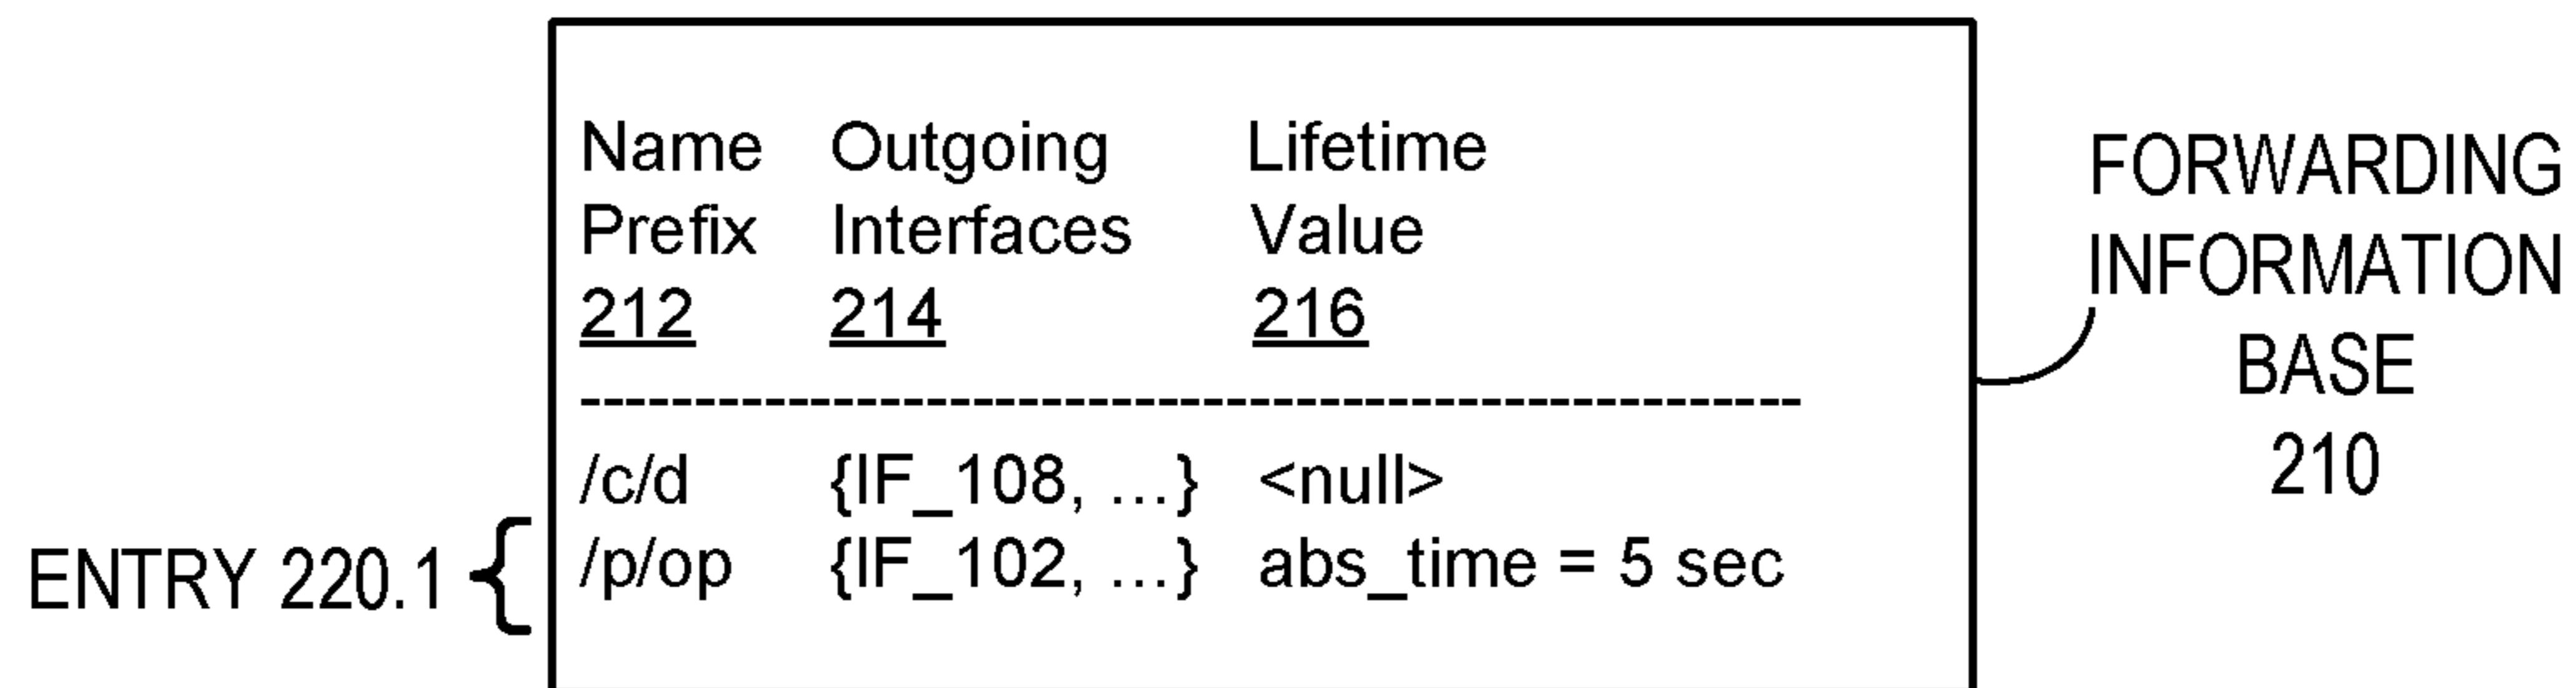 Name Outgoing Lifetime
Prefix Interfaces Value
212 214 216
-----------------------------------------------------
/c/d {IF_108, ...} <null>
/p/op {IF_102, ...} abs_time = 5 sec
ENTRY 220.1
FORWARDING
INFORMATION
BASE
210